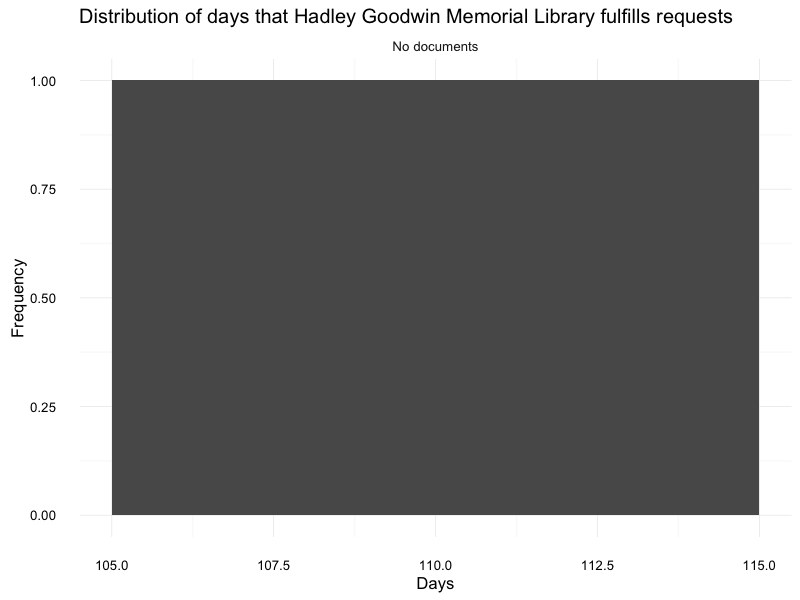 Distribution of days that Hadley Goodwin Memorial Library fulfills requests
No documents
1.00
0.75
0.50
0.25
0.00
Frequency
105.0 107.5 110.0 112.5 115.0
Days